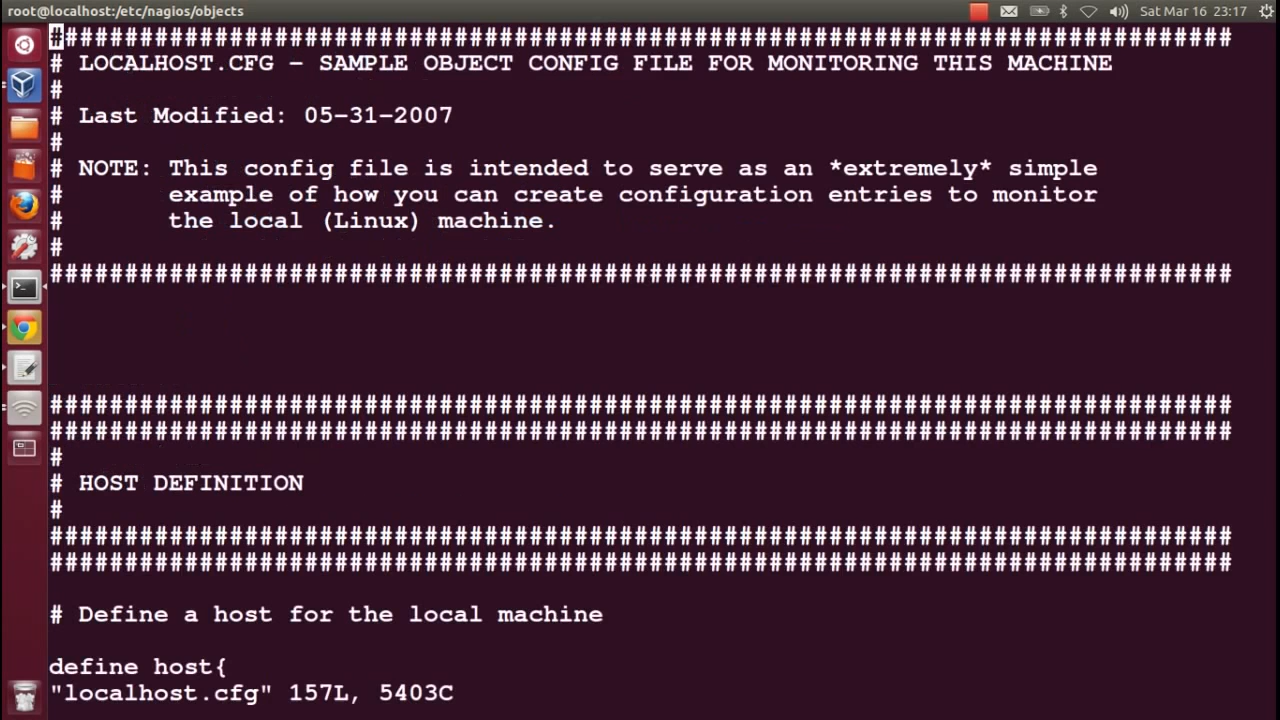 root@localhost:/etc/nagios/objects
Sat Mar 16 23:17
###############################################################################
# LOCALHOST.CFG - SAMPLE OBJECT CONFIG FILE FOR MONITORING THIS MACHINE
#
# Last Modified: 05-31-2007
#
# NOTE: This config file is intended to serve as an *extremely* simple
#       example of how you can create configuration entries to monitor
#       the local (Linux) machine.
#
###############################################################################
###############################################################################
###############################################################################
#
# HOST DEFINITION
#
###############################################################################
###############################################################################
# Define a host for the local machine
define host{
"localhost.cfg" 157L, 5403C